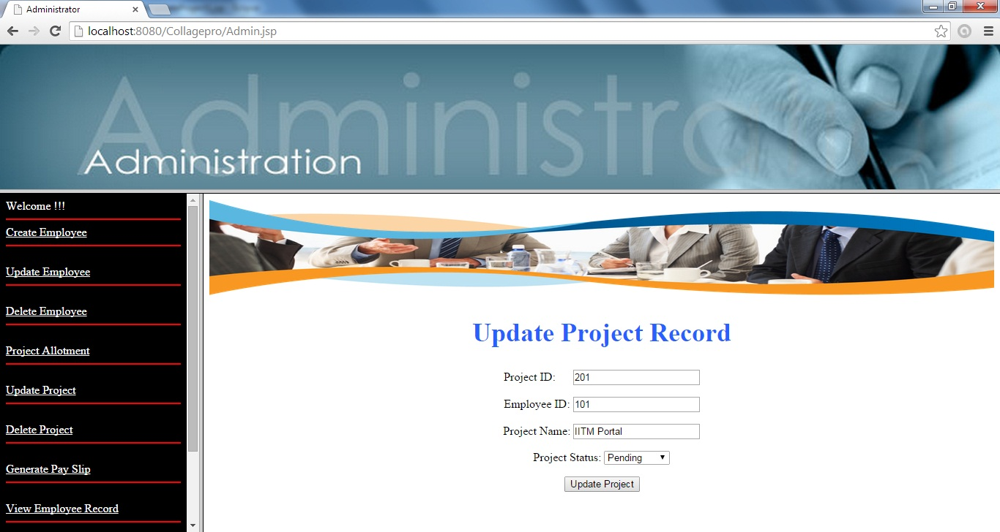 Administrator
localhost:8080/Collagepro/Admin.jsp
Administration
Welcome !!!
Create Employee
Update Employee
Delete Employee
Project Allotment
Update Project
Delete Project
Generate Pay Slip
View Employee Record
Update Project Record
Project ID: 201
Employee ID: 101
Project Name: IITM Portal
Project Status: Pending
Update Project